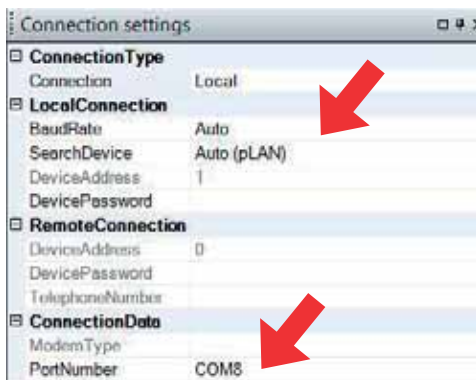 Connection settings
ConnectionType
Connection Local
LocalConnection
BaudRate Auto
SearchDevice Auto (pLAN)
DeviceAddress 1
DevicePassword
RemoteConnection
DeviceAddress 0
DevicePassword
TelephoneNumber
ConnectionData
ModemType
PortNumber COM8